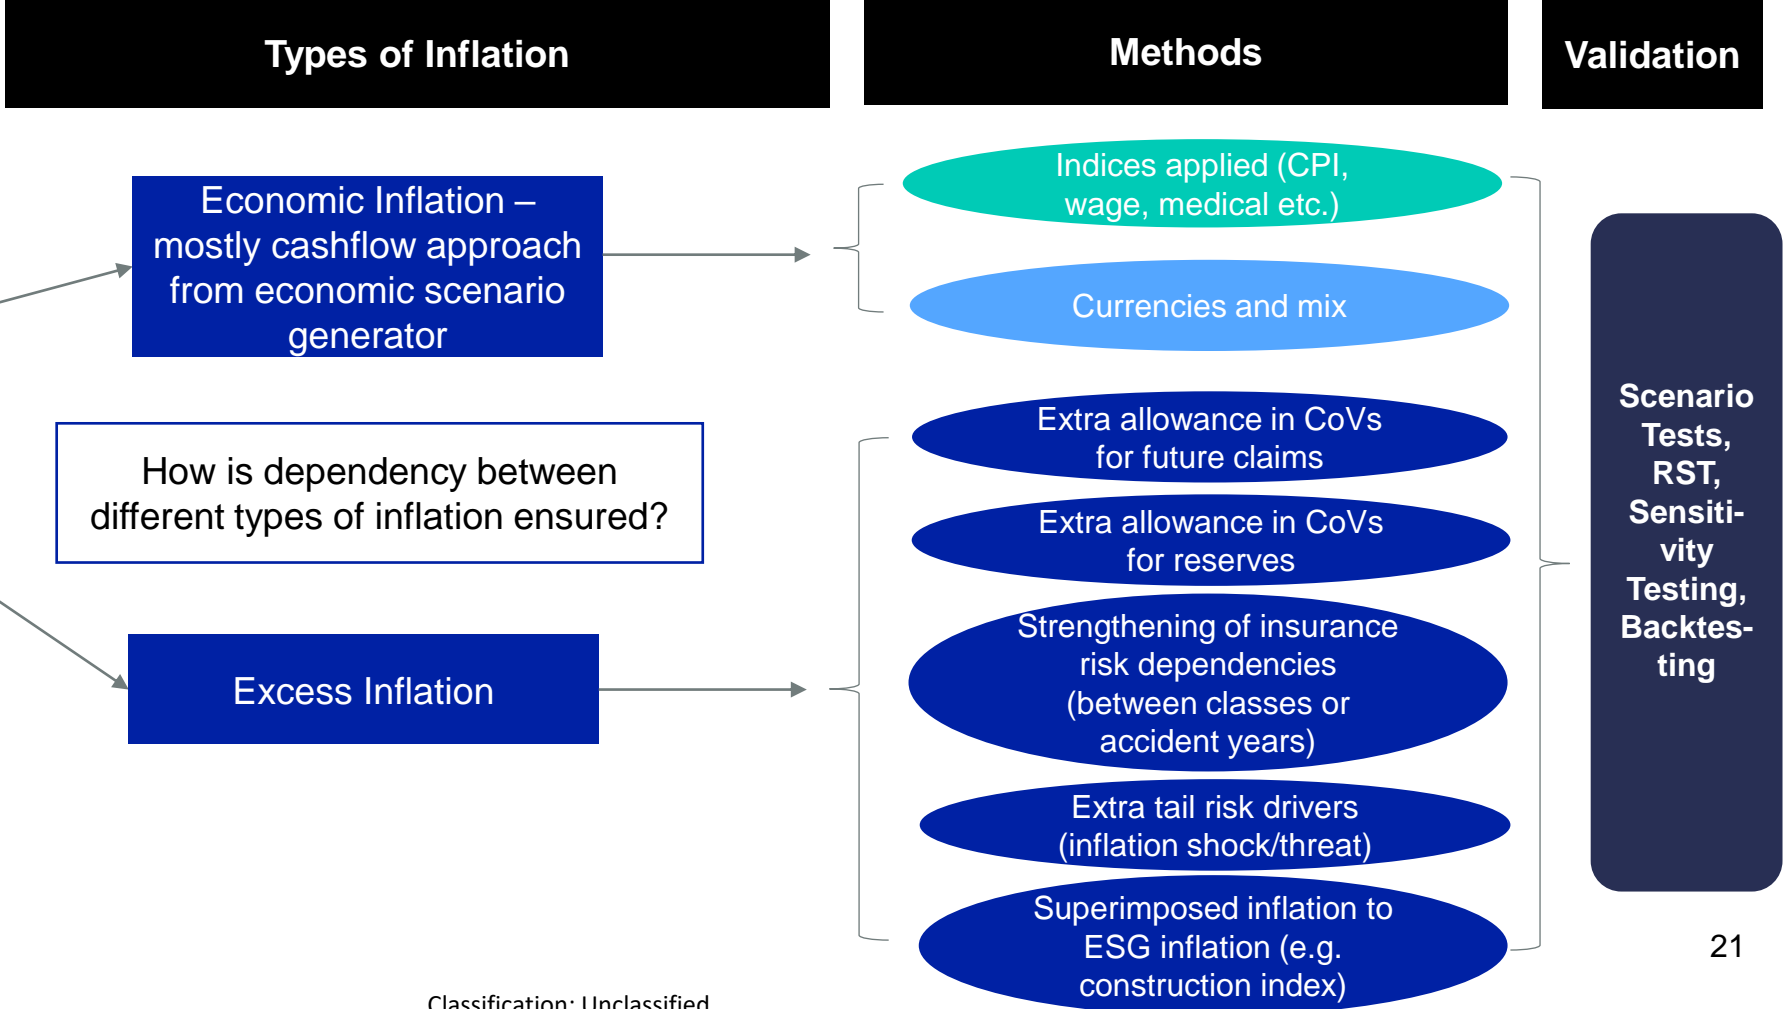 Types of Inflation
Methods
Validation
Economic Inflation –
mostly cashflow approach
from economic scenario
generator
How is dependency between
different types of inflation ensured?
Excess Inflation
Indices applied (CPI,
wage, medical etc.)
Currencies and mix
Extra allowance in CoVs
for future claims
Extra allowance in CoVs
for reserves
Strengthening of insurance
risk dependencies
(between classes or
accident years)
Extra tail risk drivers
(inflation shock/threat)
Superimposed inflation to
ESG inflation (e.g.
construction index)
Scenario
Tests,
RST,
Sensiti-
vity
Testing,
Backtes-
ting
21
Classification: Unclassified